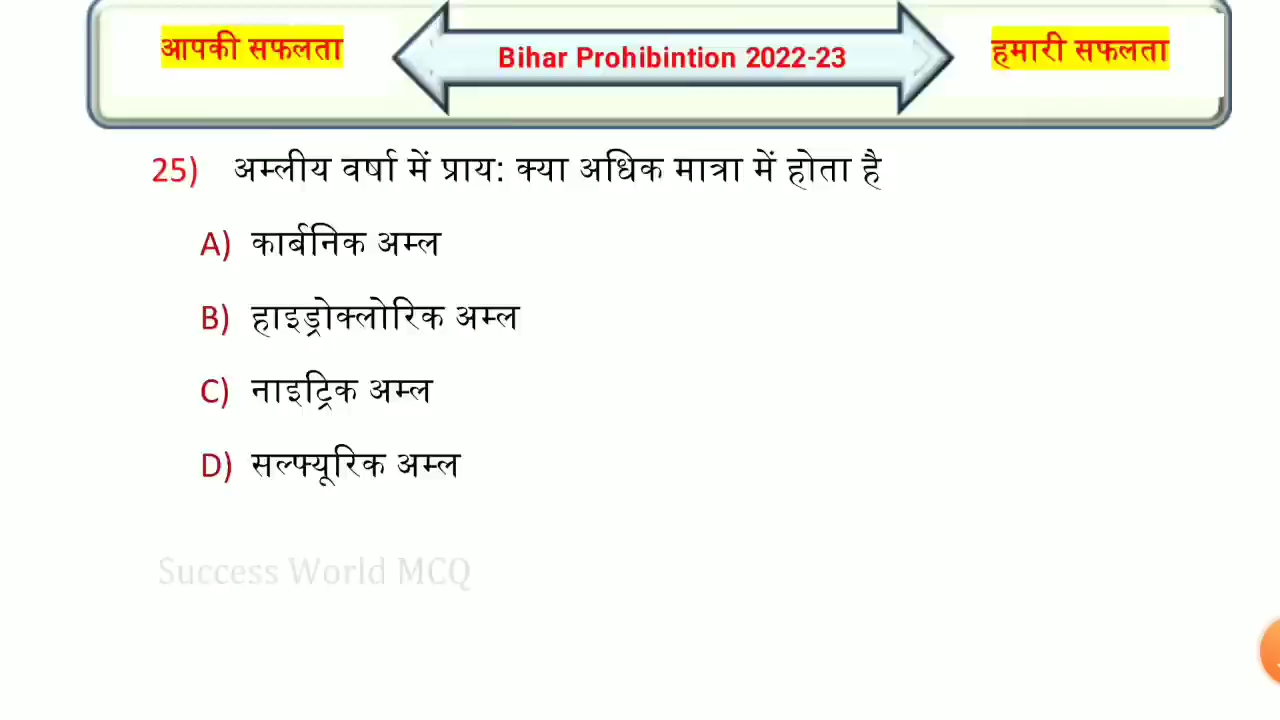 आपकी सफलता
Bihar Prohibintion 2022-23
हमारी सफलता
25) अम्लीय वर्षा में प्राय: क्या अधिक मात्रा में होता है
A) कार्बनिक अम्ल
B) हाइड्रोक्लोरिक अम्ल
C) नाइट्रिक अम्ल
D) सल्फ्यूरिक अम्ल
Success World MCQ